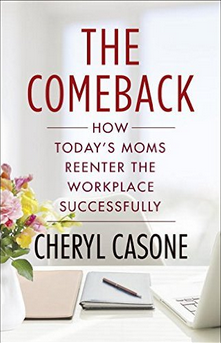 THE
COMEBACK
HOW
TODAY'S MOMS
REENTER THE
WORKPLACE
SUCCESSFULLY
CHERYL CASONE